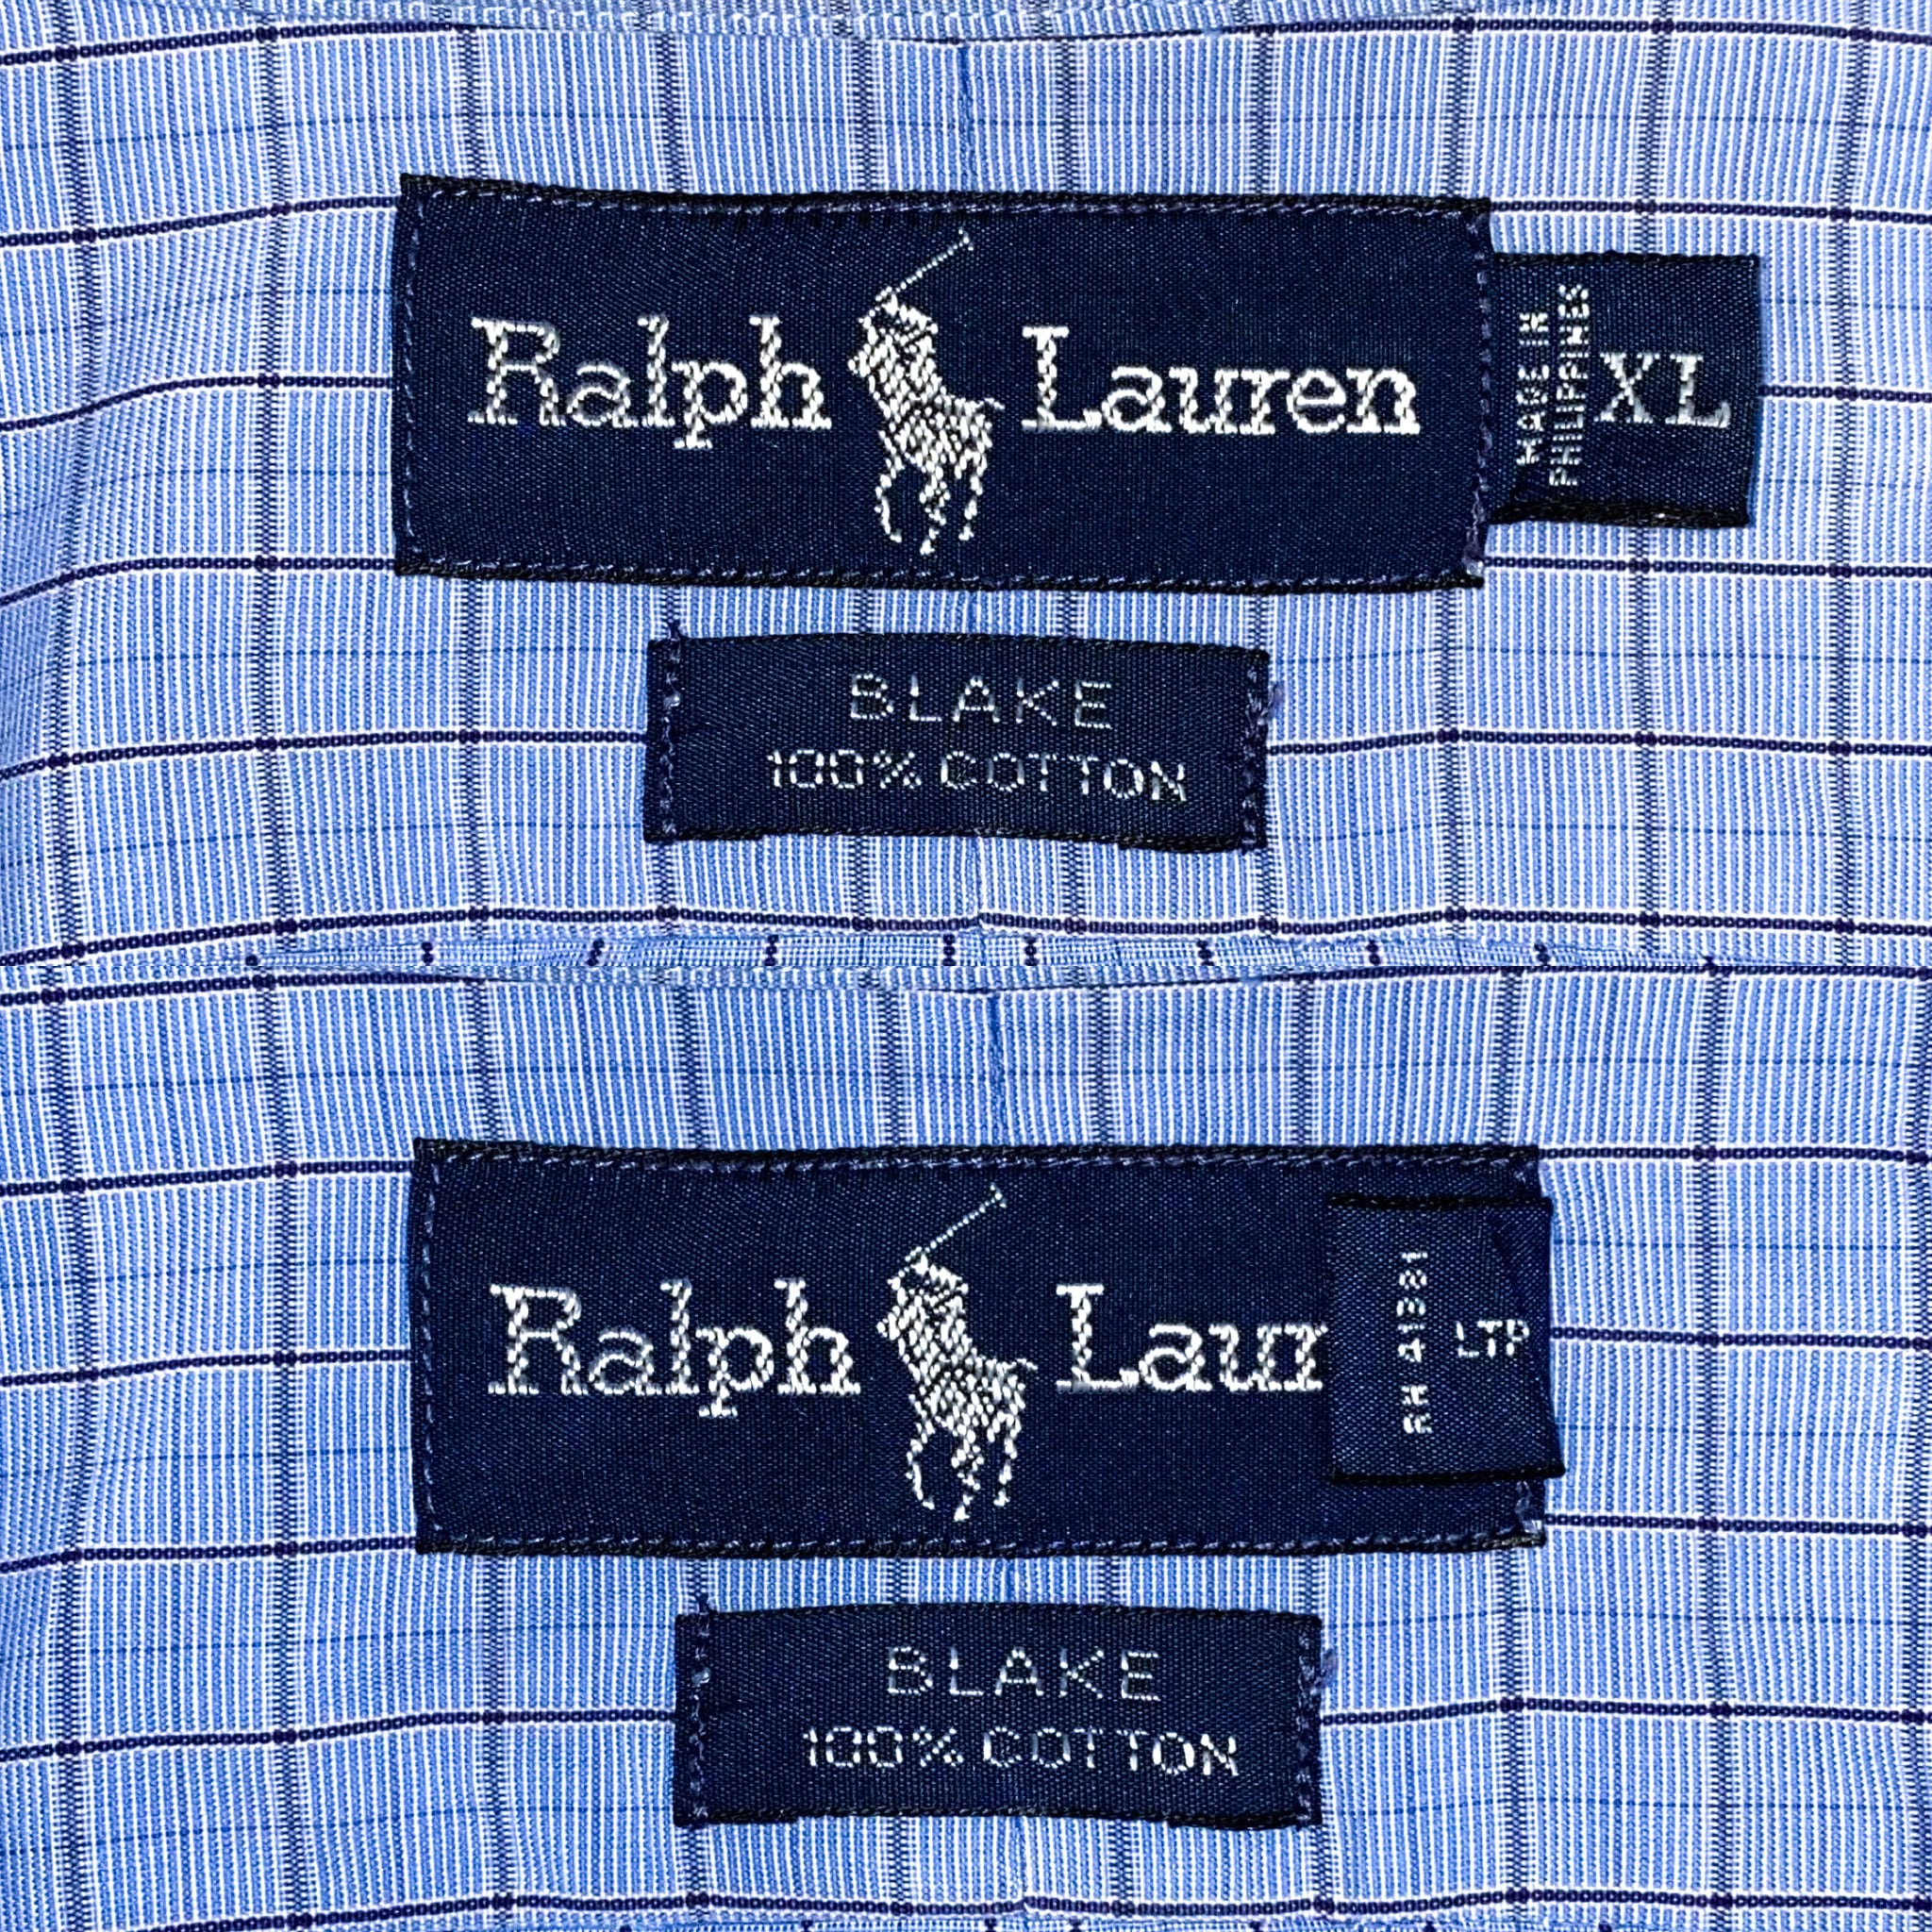 Ralph Lauren
MADE IN
PHILIPPINES
XL
BLAKE
100% COTTON
Ralph Laur
RN 41381
LTP
BLAKE
100% COTTON